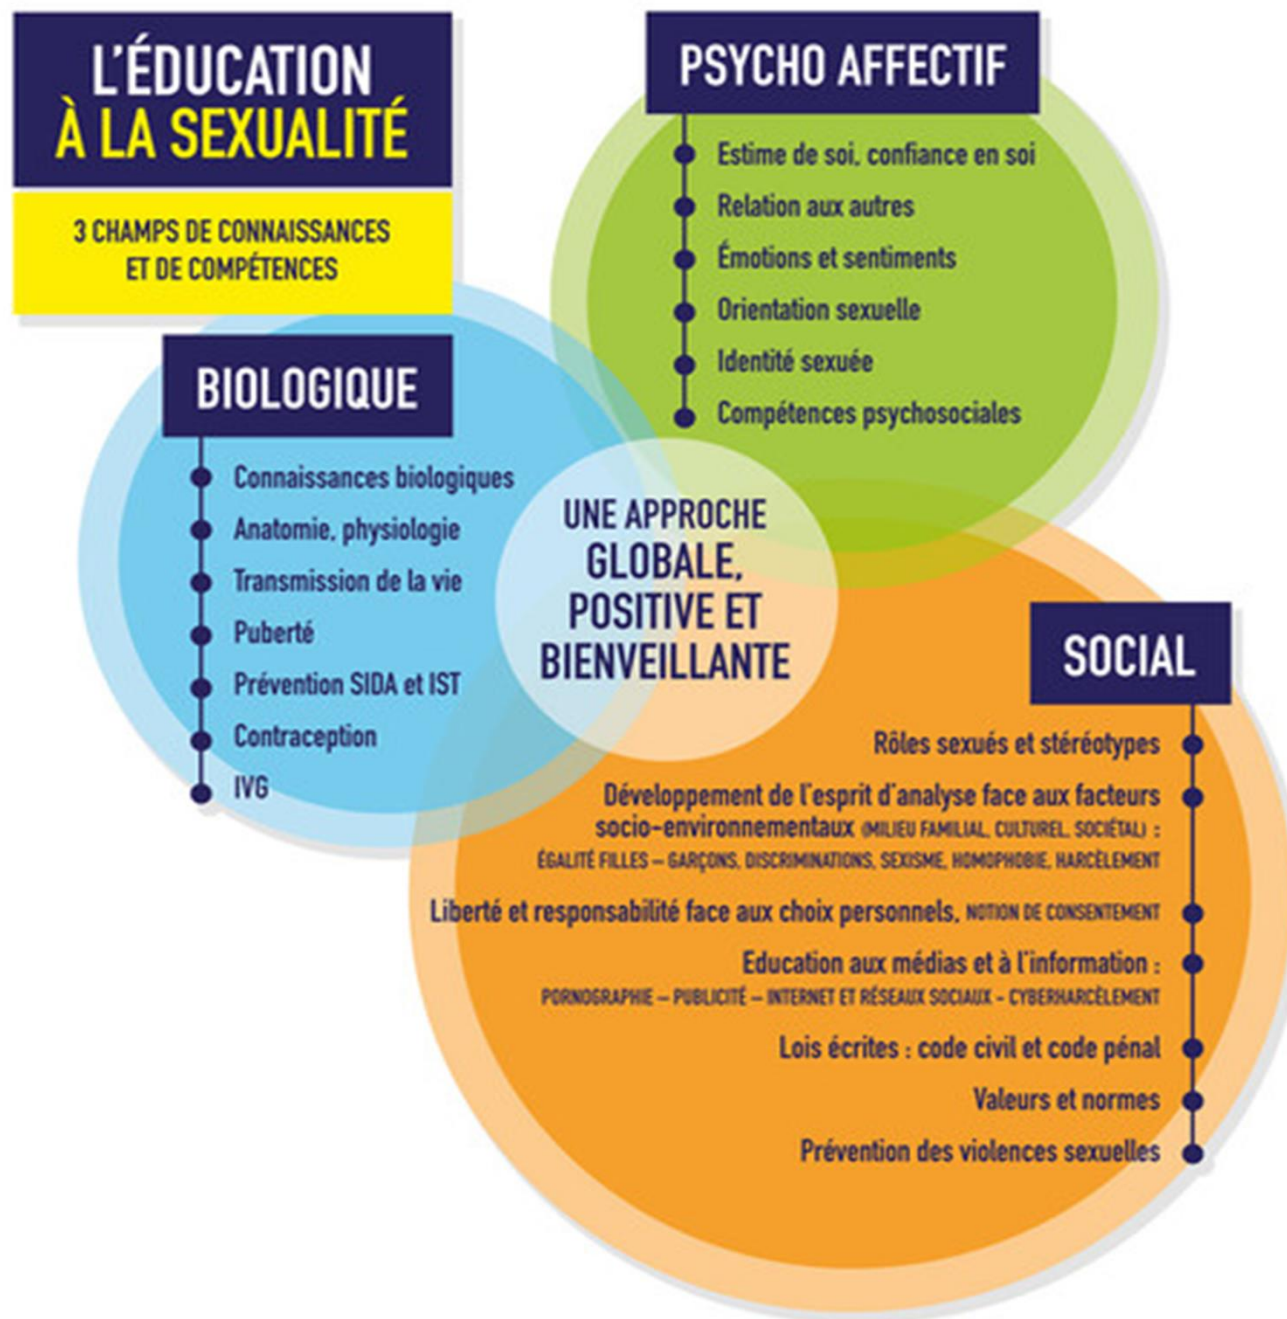 L'ÉDUCATION
À LA SEXUALITÉ
3 CHAMPS DE CONNAISSANCES
ET DE COMPÉTENCES
PSYCHO AFFECTIF
Estime de soi, confiance en soi
Relation aux autres
Émotions et sentiments
Orientation sexuelle
Identité sexuée
Compétences psychosociales
BIOLOGIQUE
Connaissances biologiques
Anatomie, physiologie
Transmission de la vie
Puberté
Prévention SIDA et IST
Contraception
IVG
UNE APPROCHE
GLOBALE,
POSITIVE ET
BIENVEILLANTE
SOCIAL
Rôles sexués et stéréotypes
Développement de l'esprit d'analyse face aux facteurs
socio-environnementaux (MILIEU FAMILIAL, CULTUREL, SOCIÉTAL) :
ÉGALITÉ FILLES – GARÇONS, DISCRIMINATIONS, SEXISME, HOMOPHOBIE, HARCÈLEMENT
Liberté et responsabilité face aux choix personnels, NOTION DE CONSENTEMENT
Education aux médias et à l'information :
PORNOGRAPHIE – PUBLICITÉ – INTERNET ET RÉSEAUX SOCIAUX - CYBERHARCÈLEMENT
Lois écrites : code civil et code pénal
Valeurs et normes
Prévention des violences sexuelles